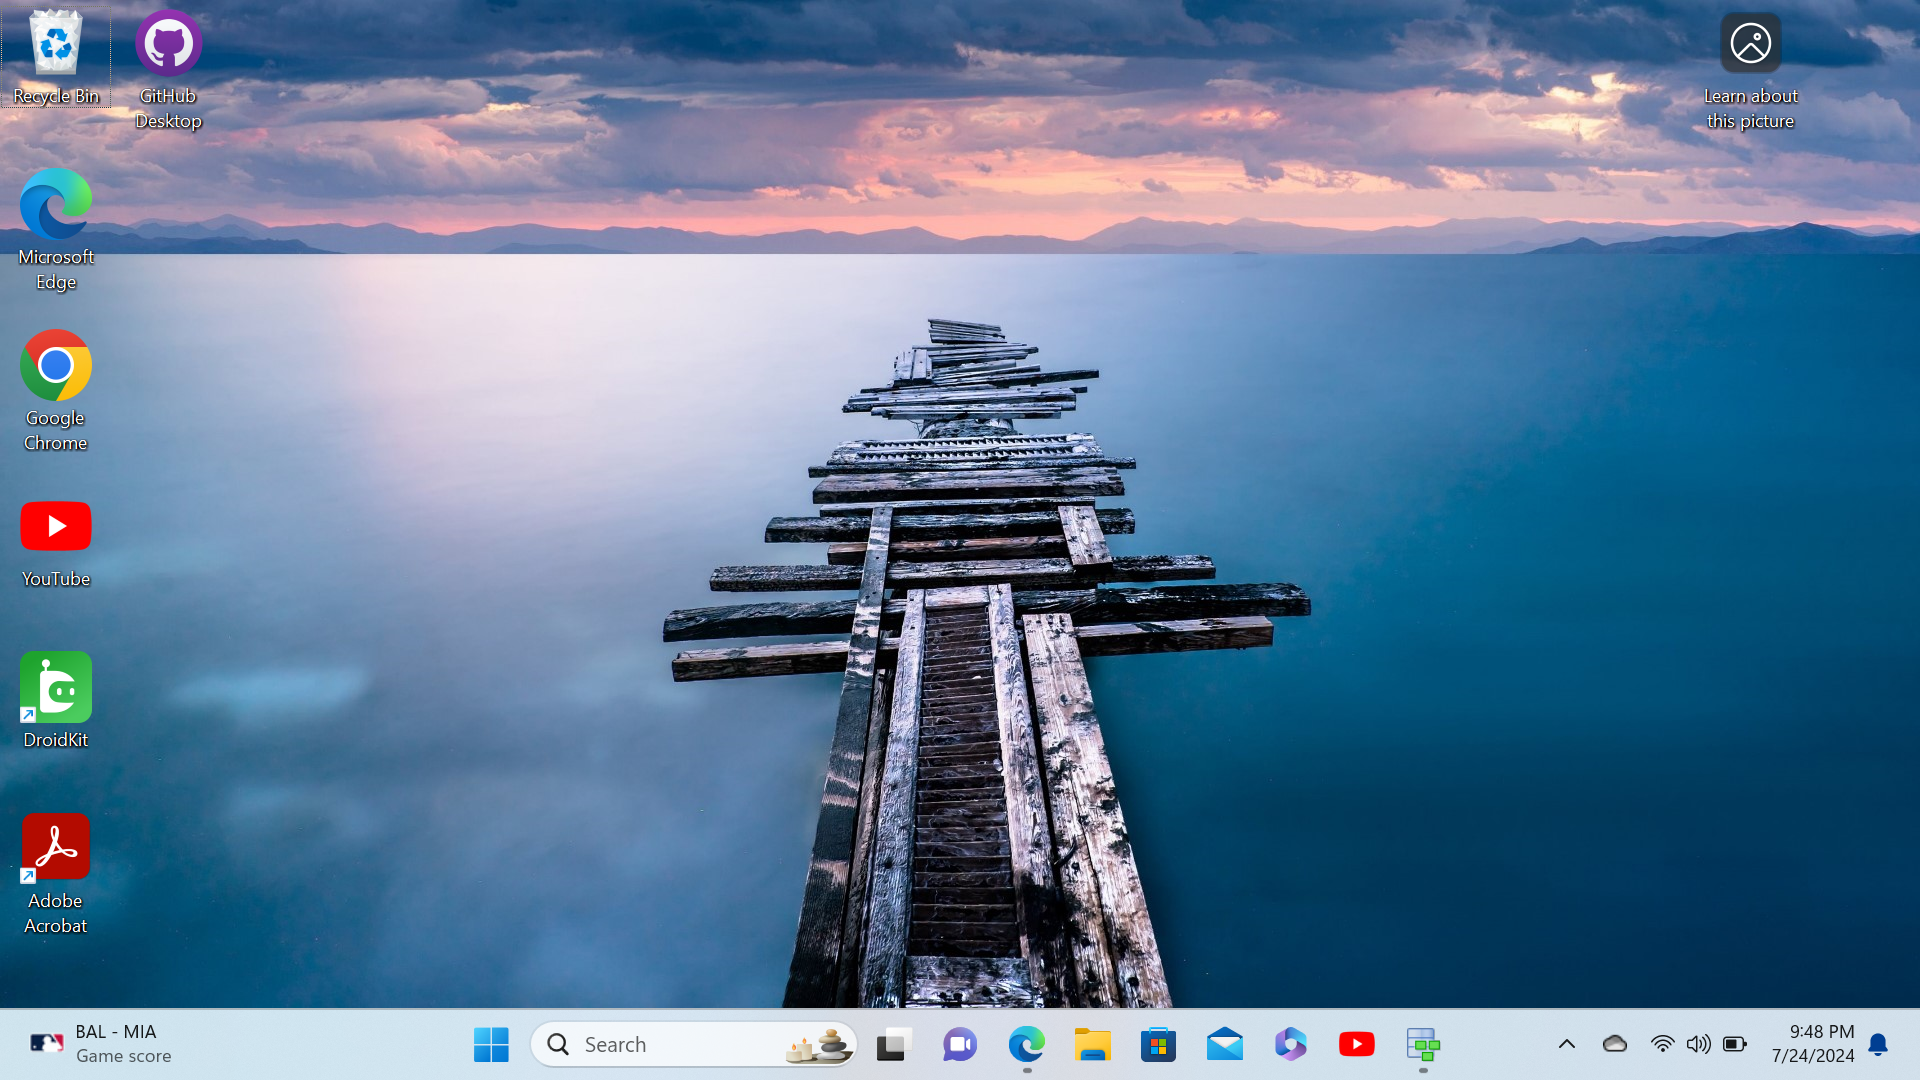 Recycle Bin
GitHub
Desktop
Learn about
this picture
Microsoft
Edge
Google
Chrome
YouTube
DroidKit
Adobe
Acrobat
BAL - MIA
Game score
Search
9:48 PM
7/24/2024